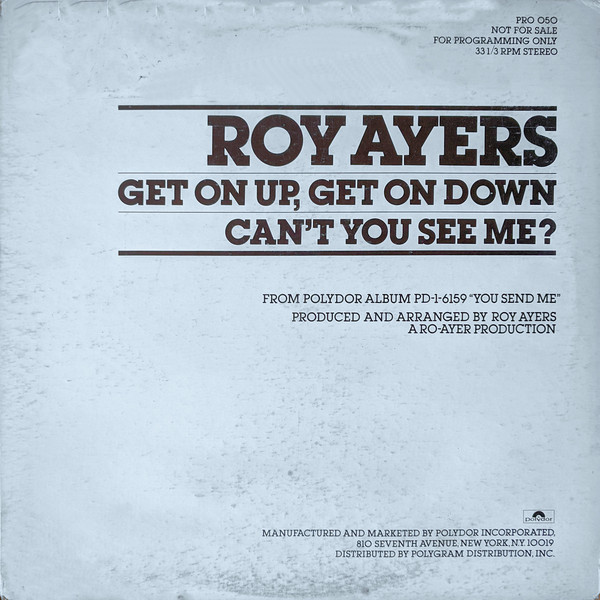 PRO 050
NOT FOR SALE
FOR PROGRAMMING ONLY
33 1/3 RPM STEREO
ROY AYERS
GET ON UP, GET ON DOWN
CAN'T YOU SEE ME?
FROM POLYDOR ALBUM PD-1-6159 "YOU SEND ME"
PRODUCED AND ARRANGED BY ROY AYERS
A RO-AYER PRODUCTION
polydor
MANUFACTURED AND MARKETED BY POLYDOR INCORPORATED,
810 SEVENTH AVENUE, NEW YORK, N.Y. 10019
DISTRIBUTED BY POLYGRAM DISTRIBUTION, INC.